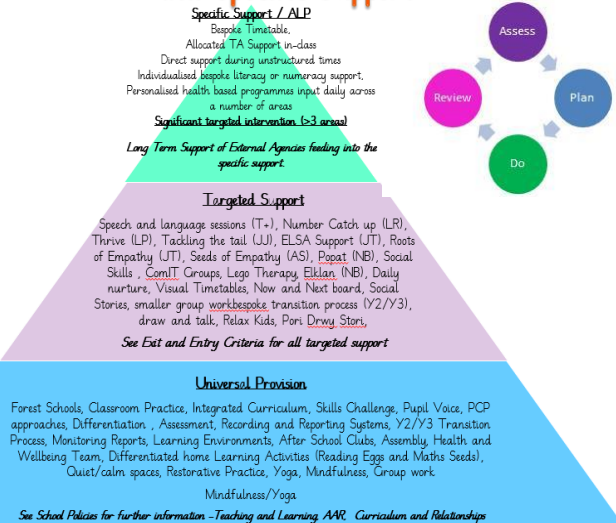 Specific Support / ALP
Bespoke Timetable,
Allocated TA Support in-class
Direct support during unstructured times
Individualised bespoke literacy or numeracy support,
Personalised health based programmes input daily across
a number of areas
Significant targeted intervention (>3 areas)
Long Term Support of External Agencies feeding into the
specific support.
Assess
Plan
Do
Review
Targeted Support
Speech and language sessions (T+), Number Catch up (LR),
Thrive (LP), Tackling the tail (JJ), ELSA Support (JT), Roots
of Empathy (JT), Seeds of Empathy (AS), Popat (NB), Social
Skills , ComIT Groups, Lego Therapy, Elklan (NB), Daily
nurture, Visual Timetables, Now and Next board, Social
Stories, smaller group workbespoke transition process (Y2/Y3),
draw and talk, Relax Kids, Pori Drwy Stori,
See Exit and Entry Criteria for all targeted support
Universal Provision
Forest Schools, Classroom Practice, Integrated Curriculum, Skills Challenge, Pupil Voice, PCP
approaches, Differentiation , Assessment, Recording and Reporting Systems, Y2/Y3 Transition
Process, Monitoring Reports, Learning Environments, After School Clubs, Assembly, Health and
Wellbeing Team, Differentiated home Learning Activities (Reading Eggs and Maths Seeds),
Quiet/calm spaces, Restorative Practice, Yoga, Mindfulness, Group work
Mindfulness/Yoga
See School Policies for further information -Teaching and Learning, AAR, Curriculum and Relationships